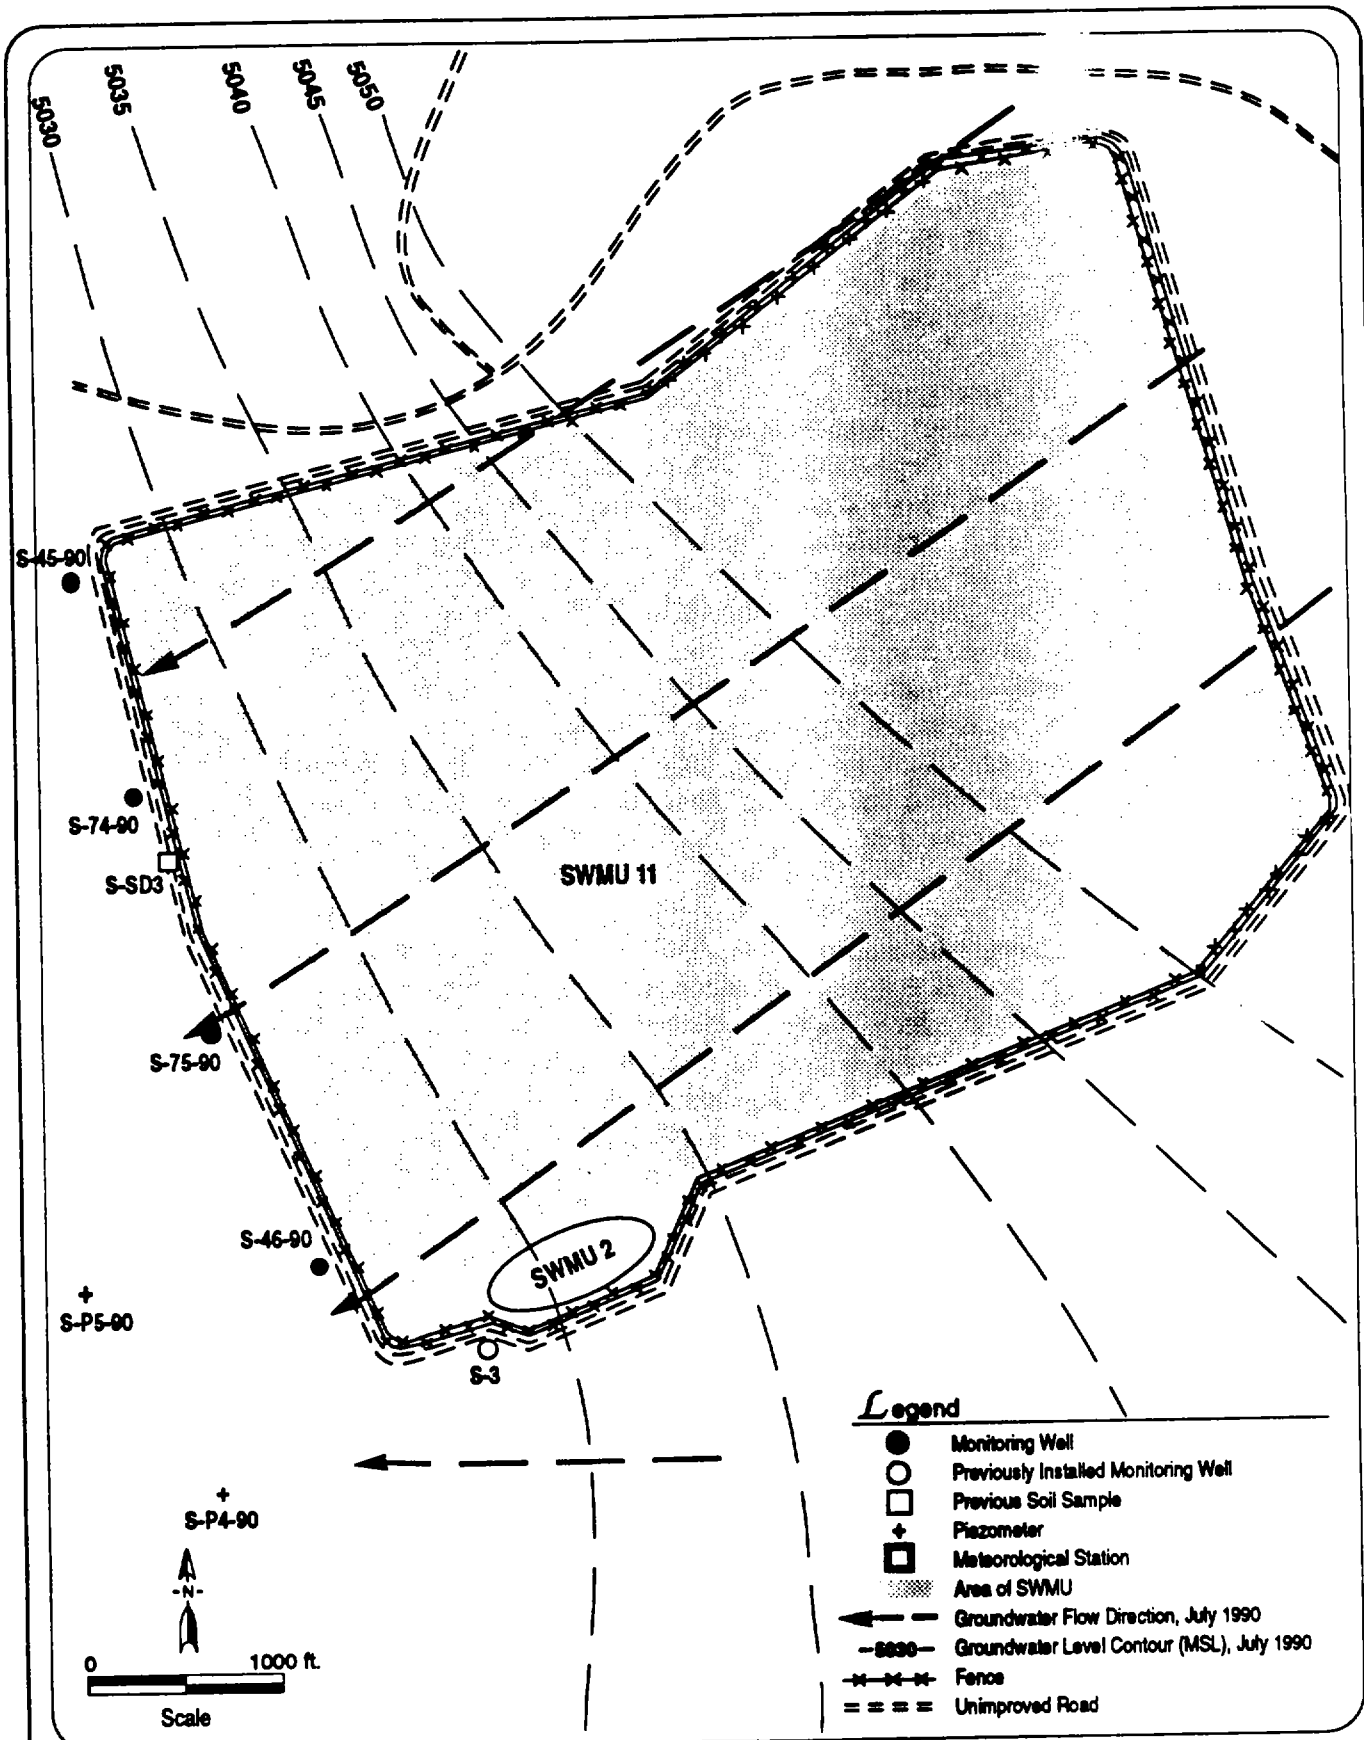 5030
5035
5040
5045
5050
S-45-90
S-74-90
S-SD3
SWMU 11
S-75-90
S-46-90
SWMU 2
S-P5-90
S-3
S-P4-90
-N-
0 1000 ft.
Scale
Legend
Monitoring Well
Previously Installed Monitoring Well
Previous Soil Sample
Piezometer
Meteorological Station
Area of SWMU
Groundwater Flow Direction, July 1990
-5030- Groundwater Level Contour (MSL), July 1990
Fence
Unimproved Road